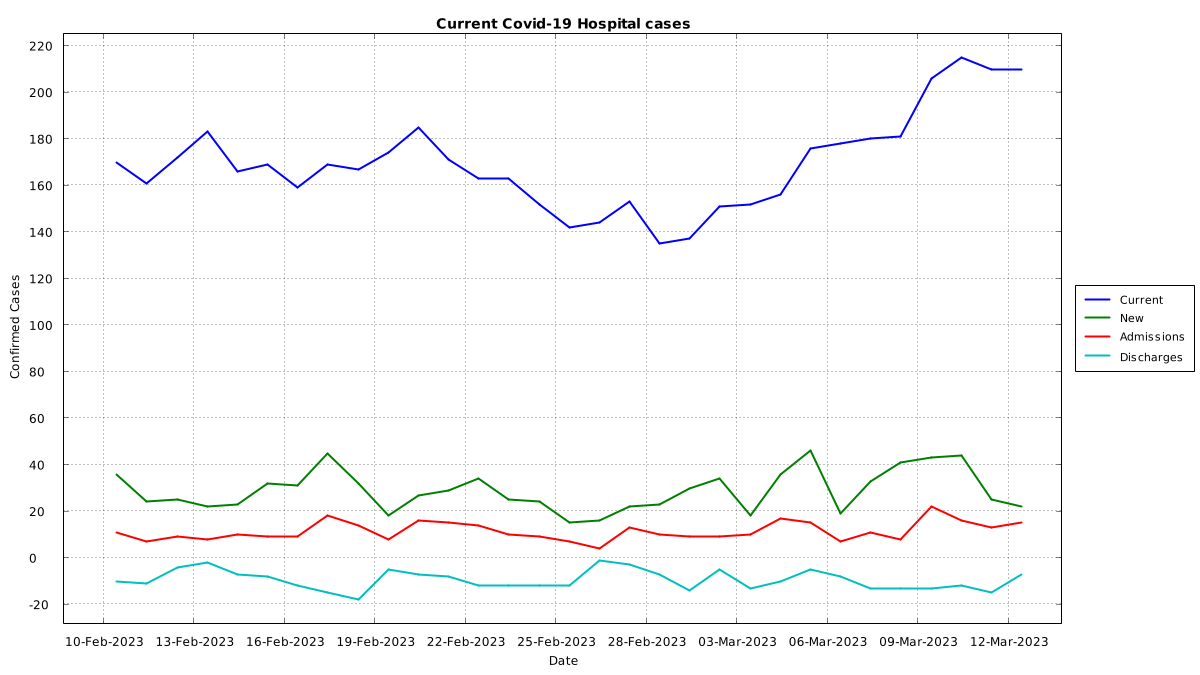 Current Covid-19 Hospital cases
220
200
180
160
140
120
100
80
60
40
20
0
-20
Confirmed Cases
10-Feb-2023 13-Feb-2023 16-Feb-2023 19-Feb-2023 22-Feb-2023 25-Feb-2023 28-Feb-2023 03-Mar-2023 06-Mar-2023 09-Mar-2023 12-Mar-2023
Date
Current
New
Admissions
Discharges